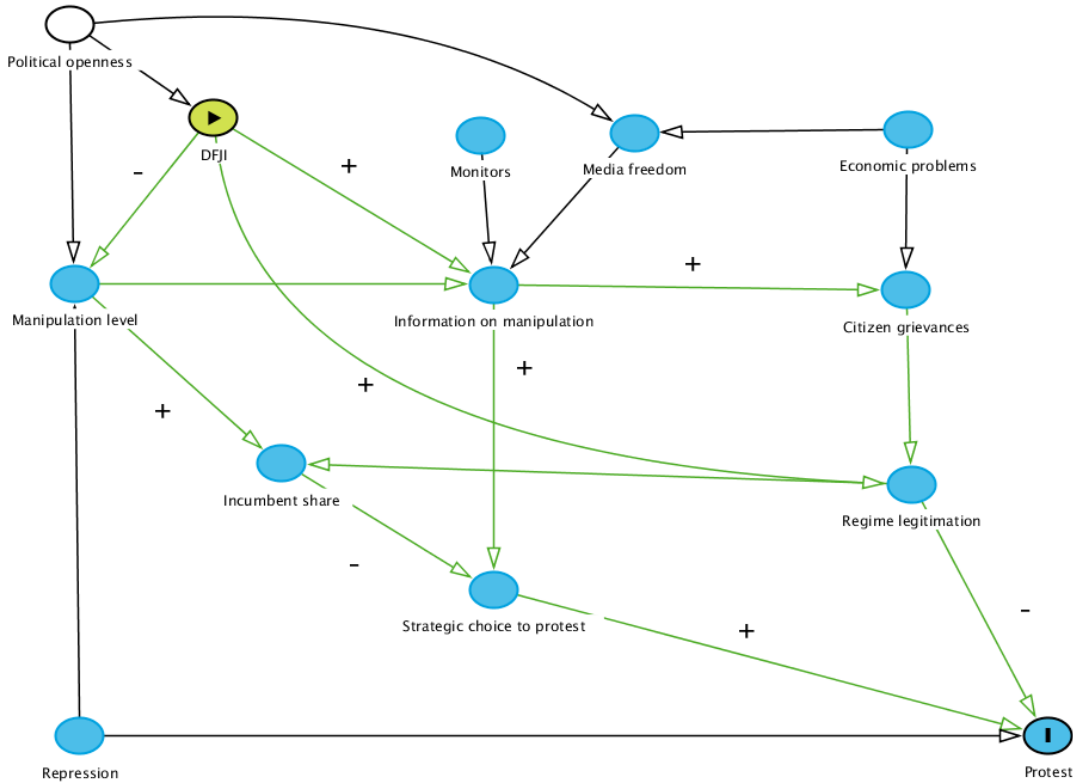 Political openness
DFJI
Monitors
Media freedom
Economic problems
-
+
+
Manipulation level
Information on manipulation
Citizen grievances
+
+
+
Incumbent share
Regime legitimation
-
Strategic choice to protest
-
+
Repression
Protest